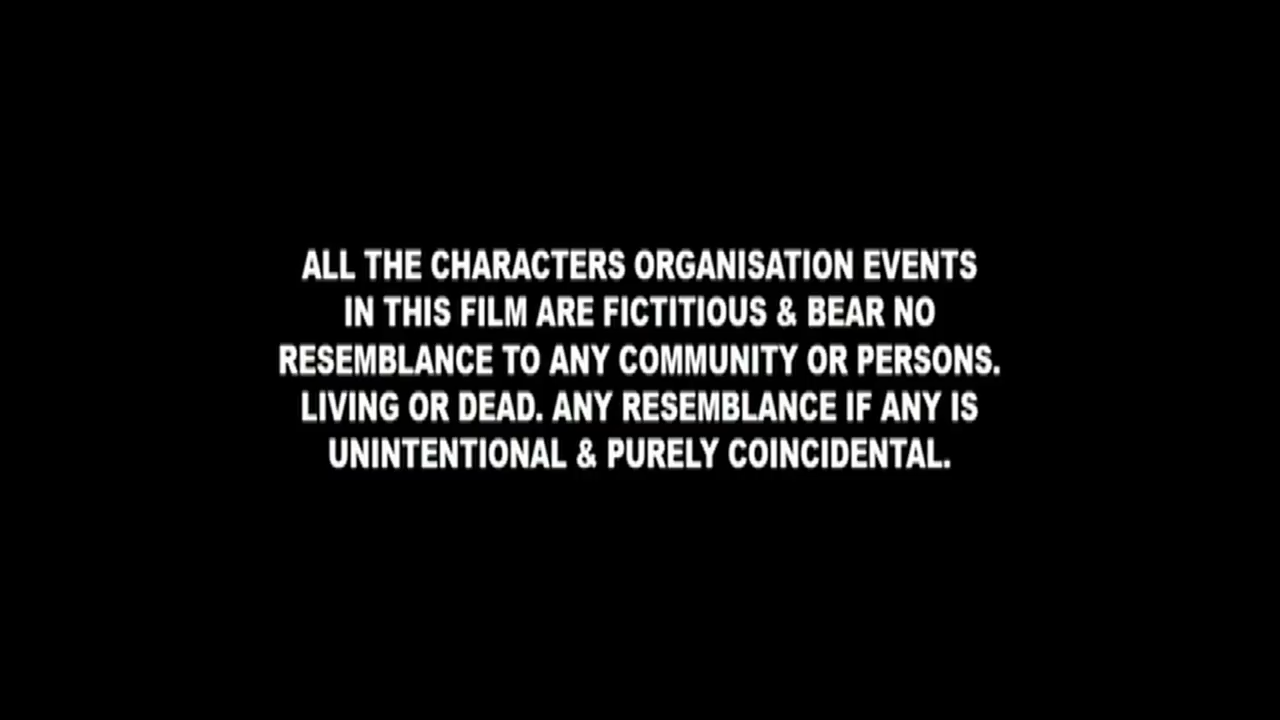 ALL THE CHARACTERS ORGANISATION EVENTS
IN THIS FILM ARE FICTITIOUS & BEAR NO
RESEMBLANCE TO ANY COMMUNITY OR PERSONS.
LIVING OR DEAD. ANY RESEMBLANCE IF ANY IS
UNINTENTIONAL & PURELY COINCIDENTAL.